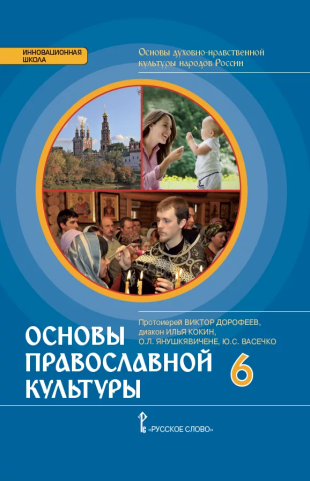 ИННОВАЦИОННАЯ
ШКОЛА
Основы духовно-нравственной
культуры народов России
Протоиерей ВИКТОР ДОРОФЕЕВ,
диакон ИЛЬЯ КОКИН,
О.Л. ЯНУШКЯВИЧЕНЕ, Ю.С. ВАСЕЧКО
ОСНОВЫ
ПРАВОСЛАВНОЙ
КУЛЬТУРЫ
6
«РУССКОЕ СЛОВО»